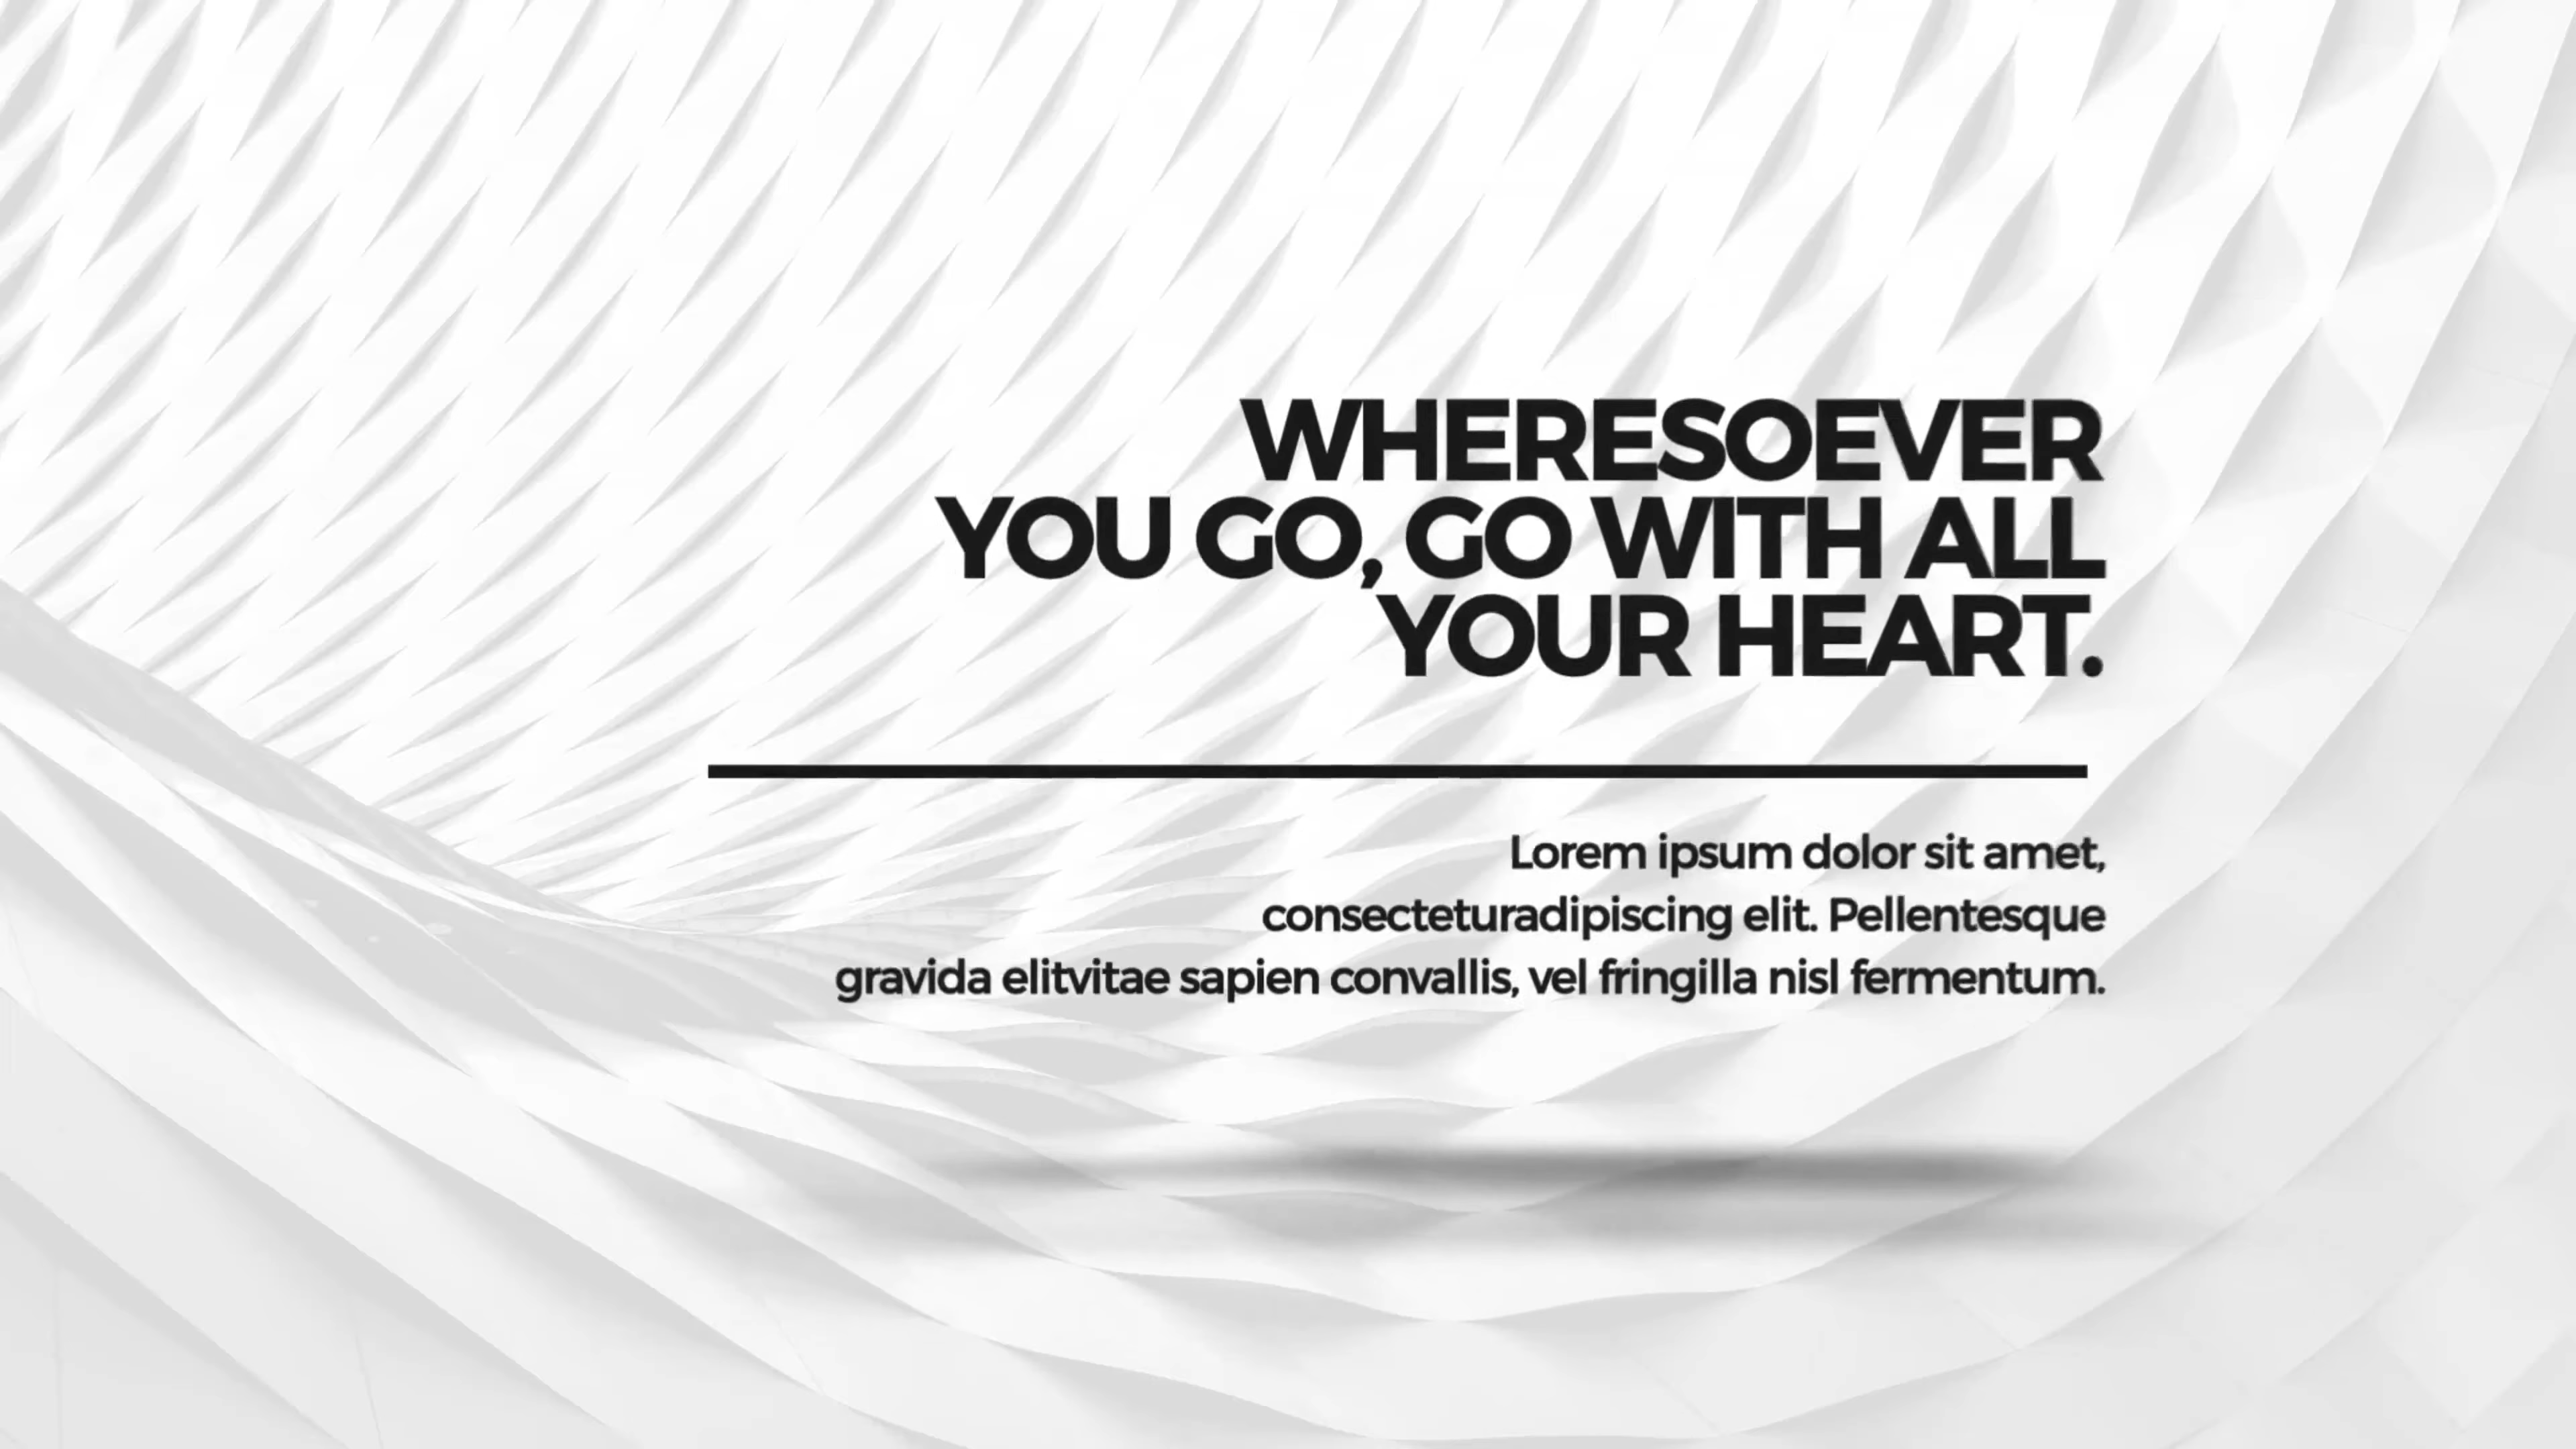 WHERESOEVER
YOU GO, GO WITH ALL
YOUR HEART.
Lorem ipsum dolor sit amet,
consecteturadipiscing elit. Pellentesque
gravida elitvitae sapien convallis, vel fringilla nisl fermentum.